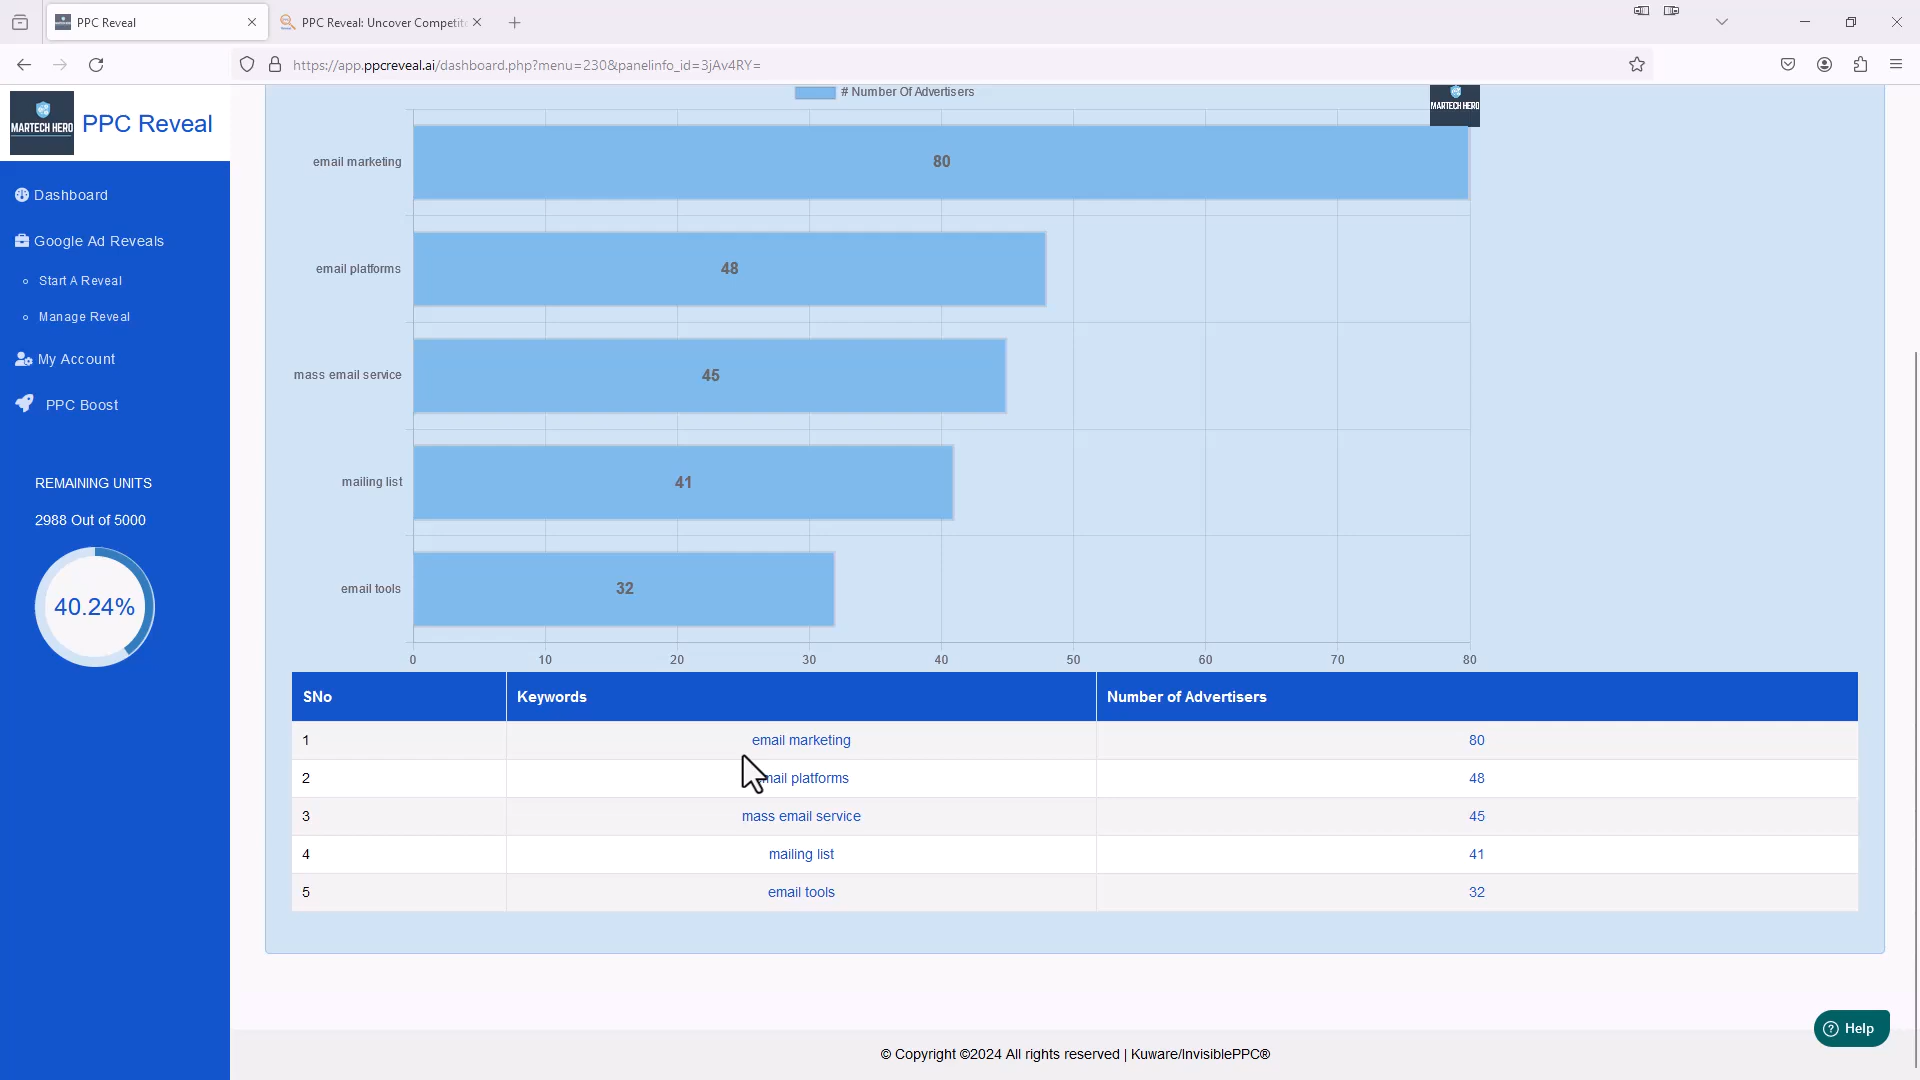 PPC Reveal
PPC Reveal: Uncover Competit
https://app.ppcreveal.ai/dashboard.php?menu=230&panelinfo_id=3jAv4RY=
MARTECH HERO
PPC Reveal
Dashboard
Google Ad Reveals
Start A Reveal
Manage Reveal
My Account
PPC Boost
REMAINING UNITS
2988 Out of 5000
40.24%
# Number Of Advertisers
MARTECH HERO
email marketing 80
email platforms 48
mass email service 45
mailing list 41
email tools 32
0 10 20 30 40 50 60 70 80
SNo Keywords Number of Advertisers
1 email marketing 80
2 mail platforms 48
3 mass email service 45
4 mailing list 41
5 email tools 32
Help
© Copyright ©2024 All rights reserved | Kuware/InvisiblePPC®